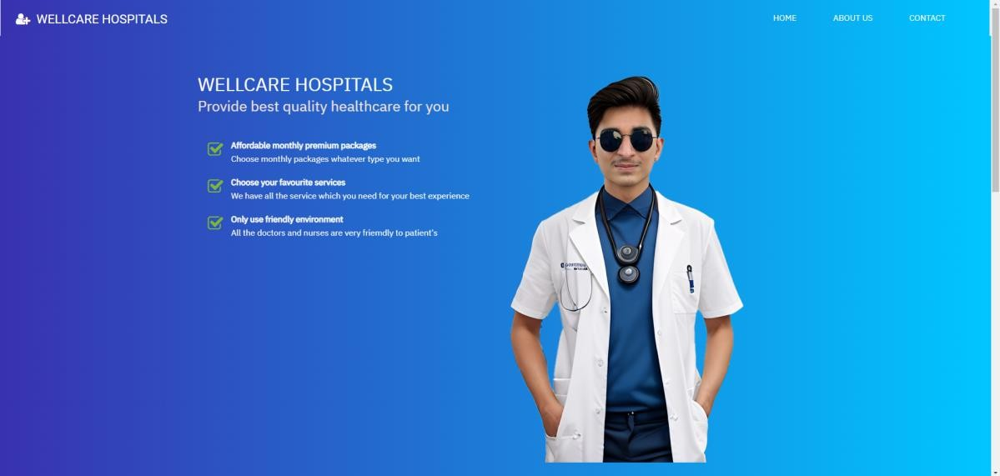 WELLCARE HOSPITALS
HOME
ABOUT US
CONTACT
WELLCARE HOSPITALS
Provide best quality healthcare for you
Affordable monthly premium packages
Choose monthly packages whatever type you want
Choose your favourite services
We have all the service which you need for your best experience
Only use friendly environment
All the doctors and nurses are very friemdly to patient's